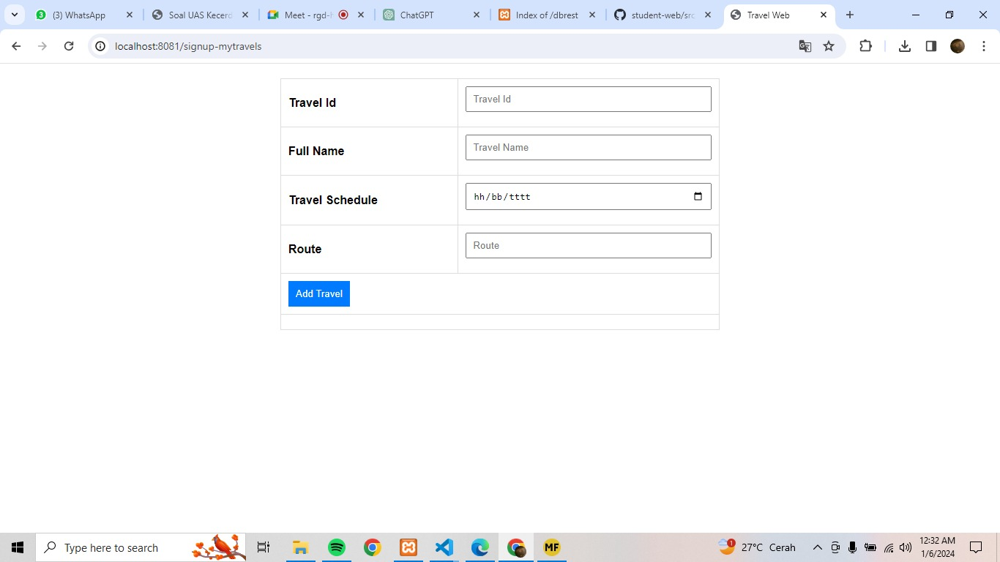 (3) WhatsApp
Soal UAS Kecerd
Meet - rgd-h
ChatGPT
Index of /dbrest
student-web/src
Travel Web
localhost:8081/signup-mytravels
Travel Id
Travel Id
Full Name
Travel Name
Travel Schedule
hh/bb/tttt
Route
Route
Add Travel
Type here to search
MF
1
27°C Cerah
12:32 AM
1/6/2024